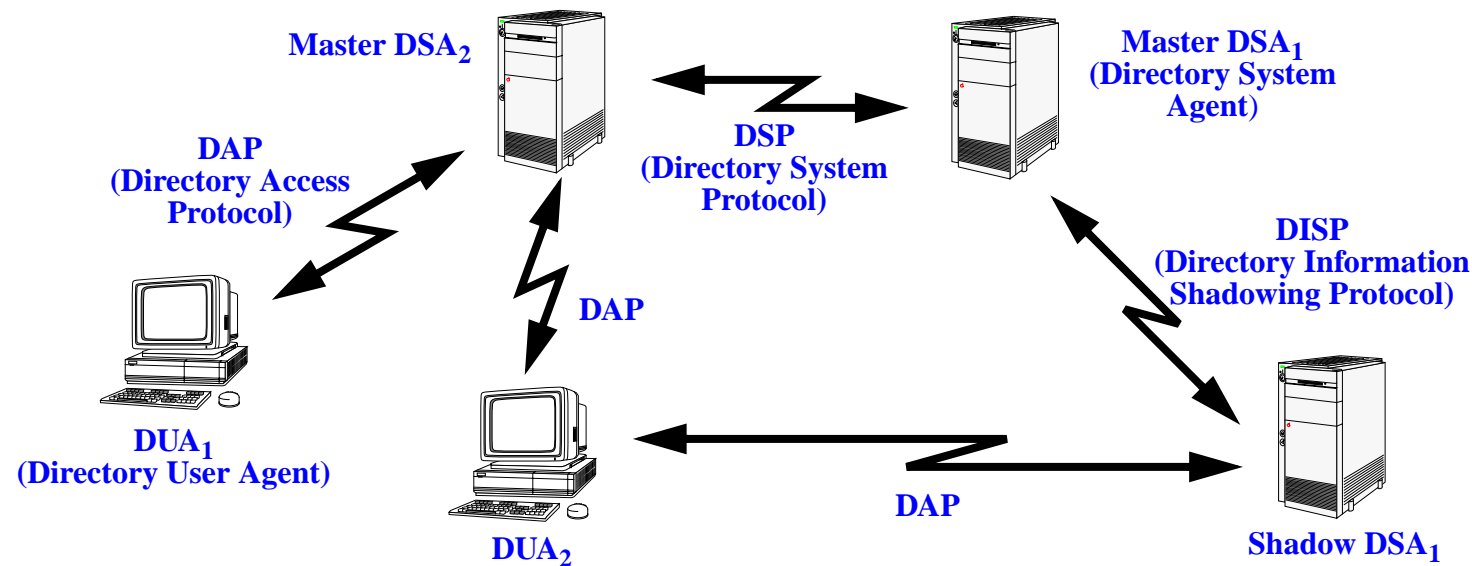 Master DSA2
Master DSA1
(Directory System
Agent)
DAP
(Directory Access
Protocol)
DSP
(Directory System
Protocol)
DISP
(Directory Information
Shadowing Protocol)
DAP
DUA1
(Directory User Agent)
DAP
DUA2
Shadow DSA1